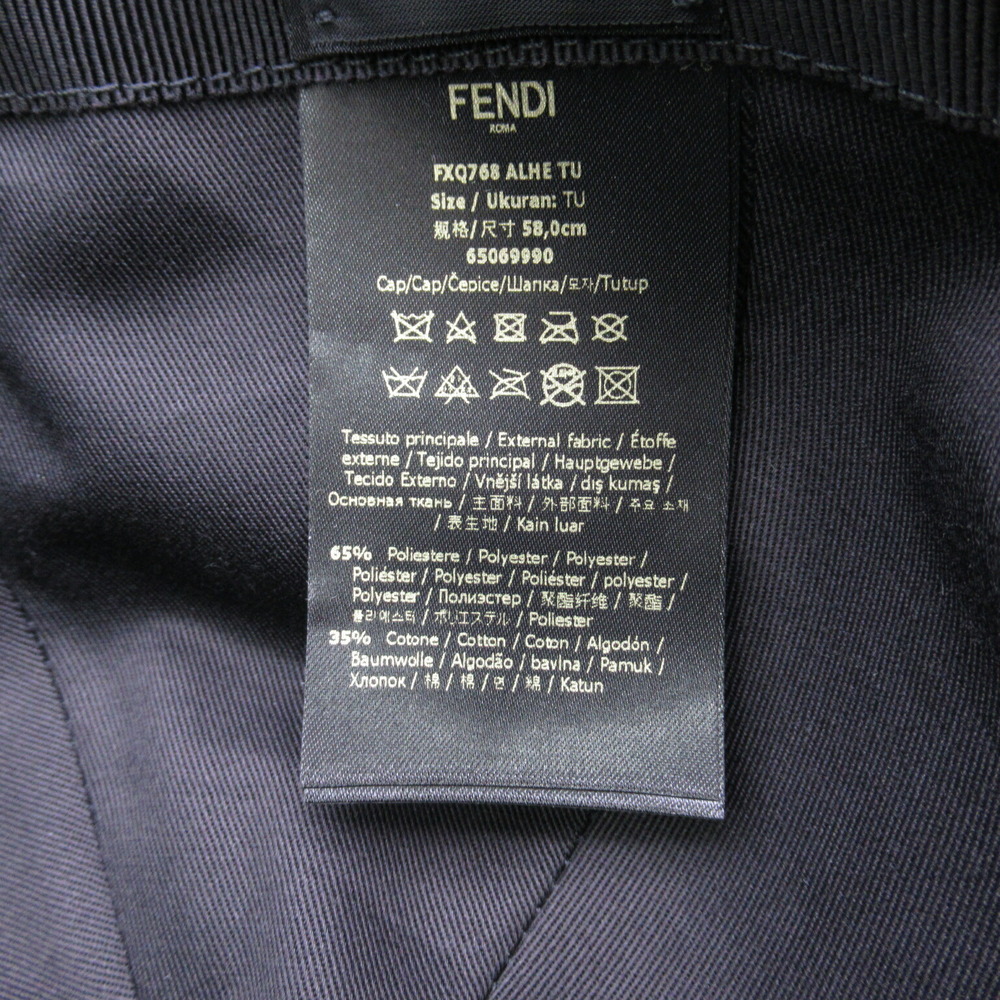 FENDI
ROMA
FXQ768 ALHE TU
Size / Ukuran: TU
规格/尺寸 58,0cm
65069990
Cap/Cap/Čepice/Шапка/모자/Tutup
Tessuto principale / External fabric / Étoffe
externe / Tejido principal / Hauptgewebe /
Tecido Externo / Vnější látka / dış kumaş /
Основная ткань / 主面料 / 外部面料 / 주요 소재
/ 表生地 / Kain luar
65% Poliestere / Polyester / Polyester /
Poliéster / Polyester / Poliéster / polyester /
Polyester / Полиэстер / 聚酯纤维 / 聚酯 /
폴리에스터 / ポリエステル / Poliester
35% Cotone / Cotton / Coton / Algodón /
Baumwolle / Algodão / bavlna / Pamuk /
Хлопок / 棉 / 棉 / 면 / 綿 / Katun